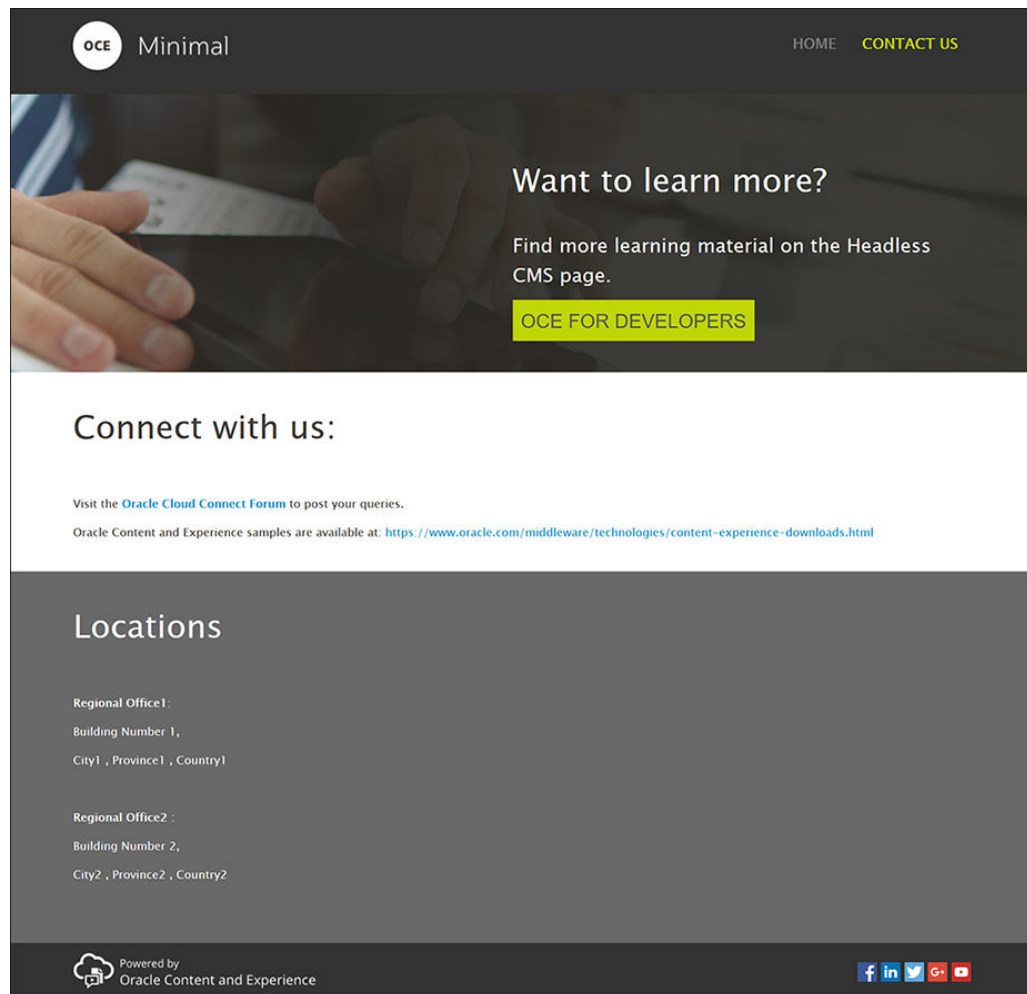 OCE Minimal
HOME CONTACT US
Want to learn more?
Find more learning material on the Headless
CMS page.
OCE FOR DEVELOPERS
Connect with us:
Visit the Oracle Cloud Connect Forum to post your queries.
Oracle Content and Experience samples are available at: https://www.oracle.com/middleware/technologies/content-experience-downloads.html
Locations
Regional Office1:
Building Number 1,
City1 , Province1 , Country1
Regional Office2 :
Building Number 2,
City2 , Province2 , Country2
Powered by
Oracle Content and Experience
f in G+